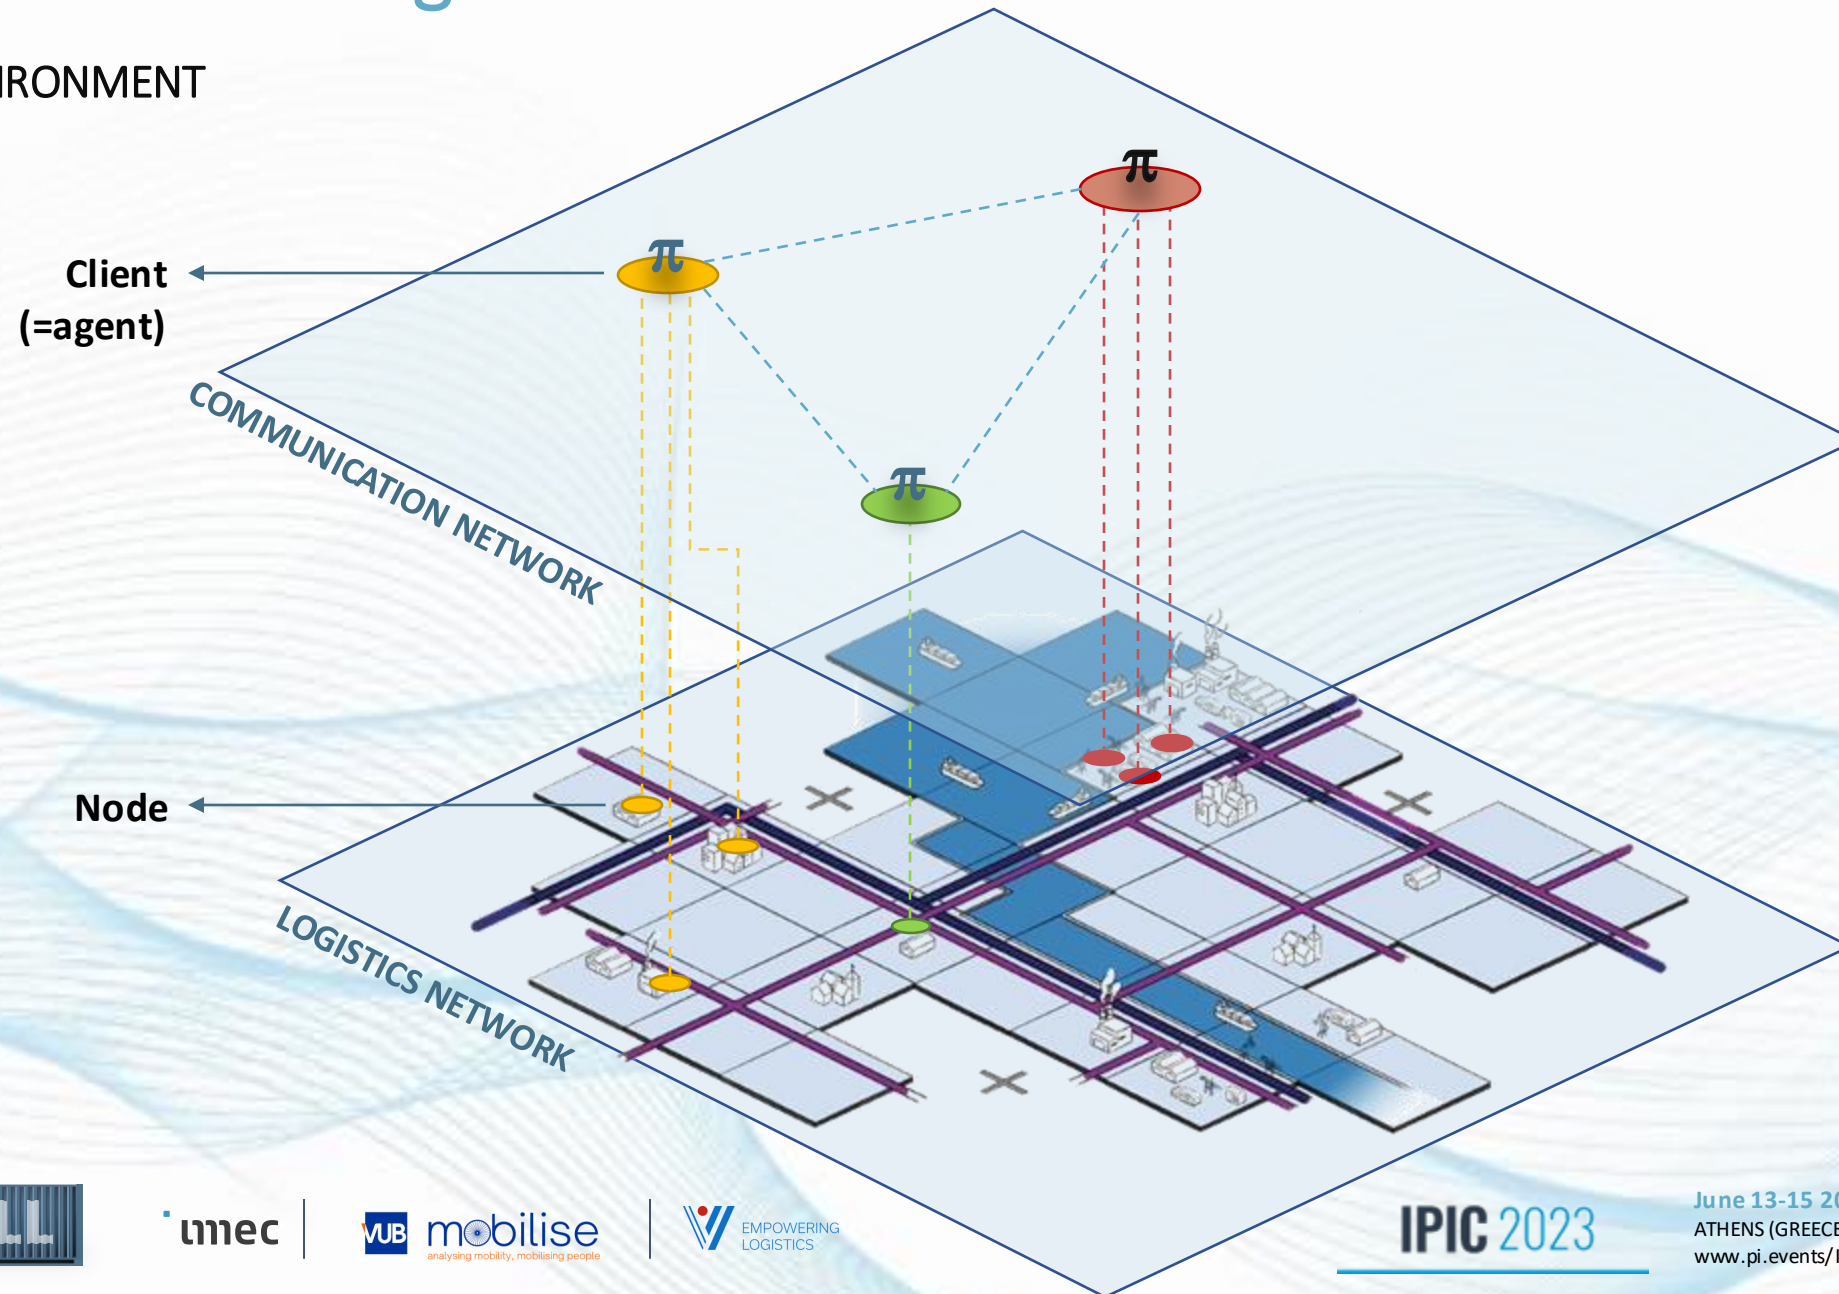 g
IRONMENT
π
π
Client
(=agent)
COMMUNICATION NETWORK
π
Node
LOGISTICS NETWORK
LL
imec
VUB mobilise
analysing mobility, mobilising people
EMPOWERING
LOGISTICS
IPIC 2023
June 13-15 20
ATHENS (GREECE
www.pi.events/I